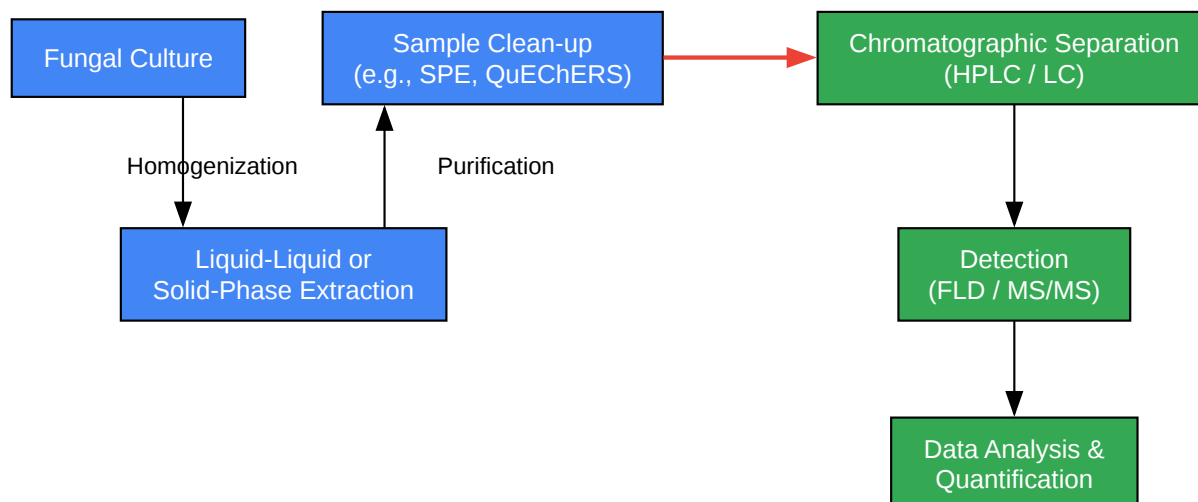 Fungal Culture
Sample Clean-up
(e.g., SPE, QuEChERS)
Chromatographic Separation
(HPLC / LC)
Homogenization
Purification
Liquid-Liquid or
Solid-Phase Extraction
Detection
(FLD / MS/MS)
Data Analysis &
Quantification